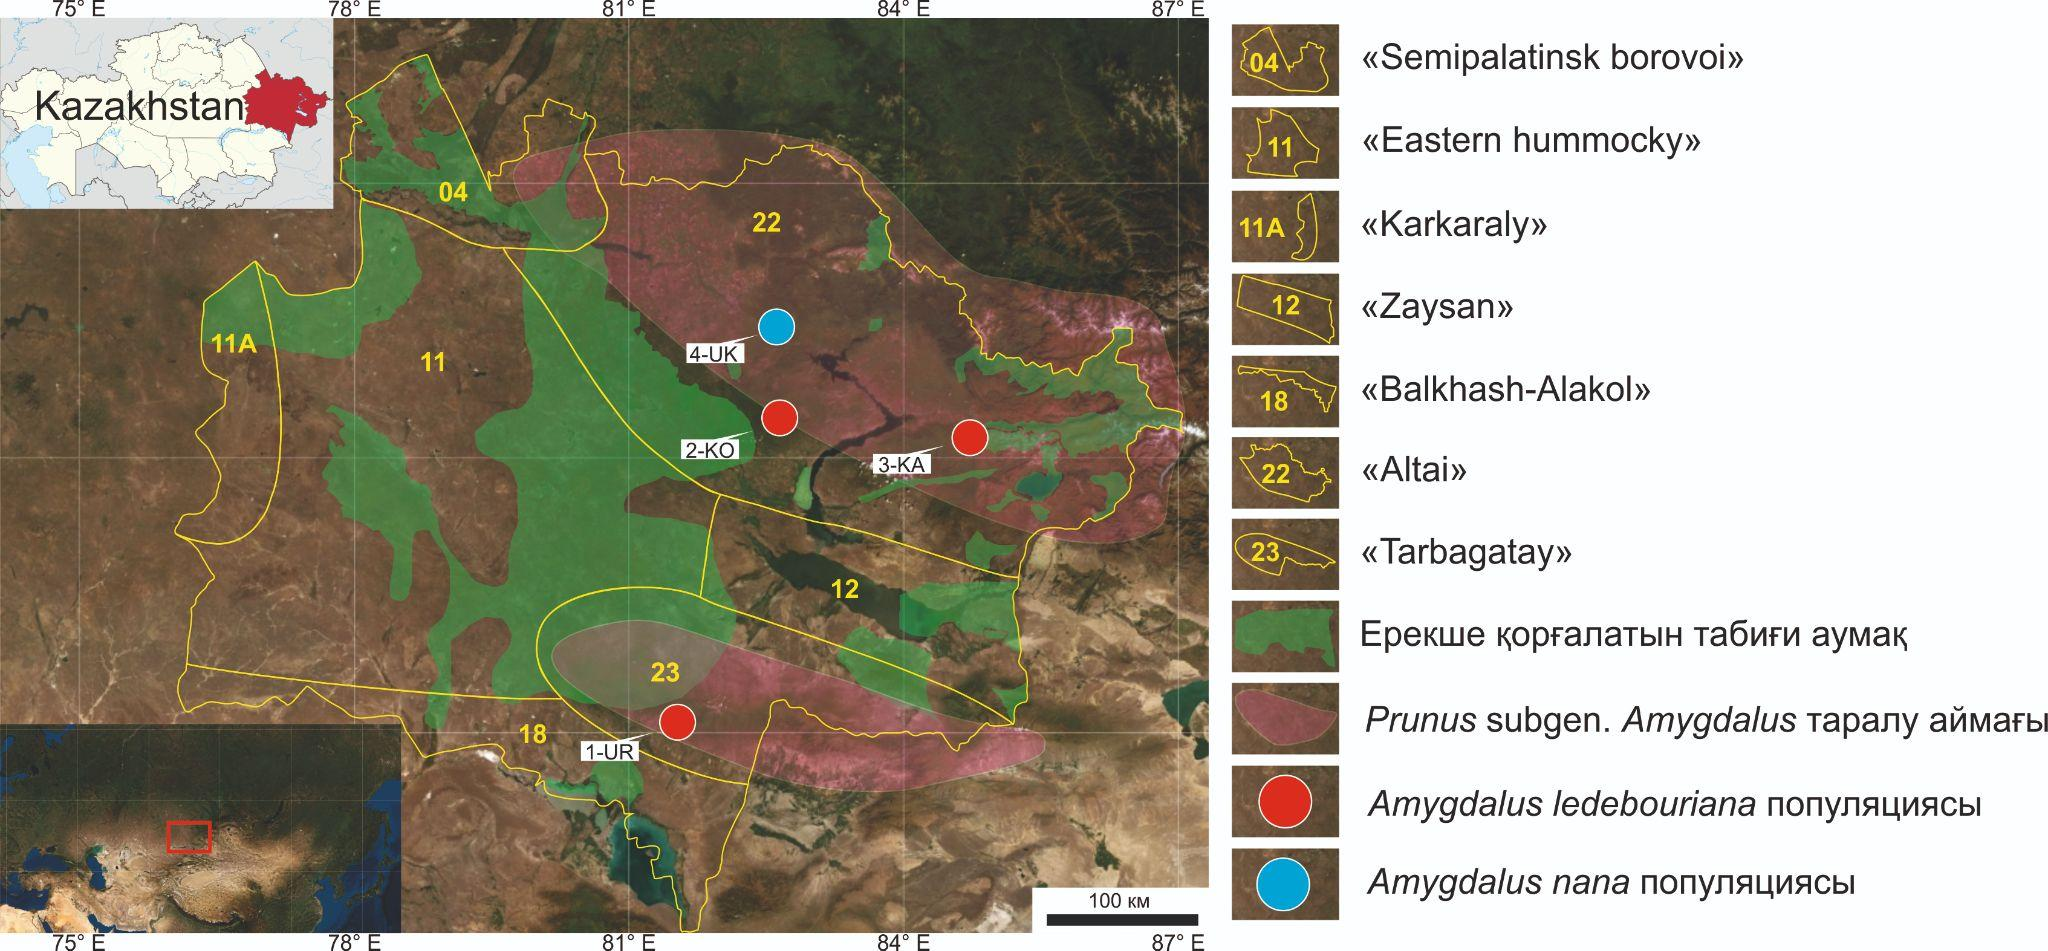 75° E 78° E 81° E 84° E 87° E
Kazakhstan
04
22
11A
11
4-UK
2-KO
3-KA
12
23
18
1-UR
100 км
75° E 78° E 81° E 84° E 87° E
04 «Semipalatinsk borovoi»
11 «Eastern hummocky»
11A «Karkaraly»
12 «Zaysan»
18 «Balkhash-Alakol»
22 «Altai»
23 «Tarbagatay»
Ерекше қорғалатын табиғи аумақ
Prunus subgen. Amygdalus таралу аймағы
Amygdalus ledebouriana популяциясы
Amygdalus nana популяциясы